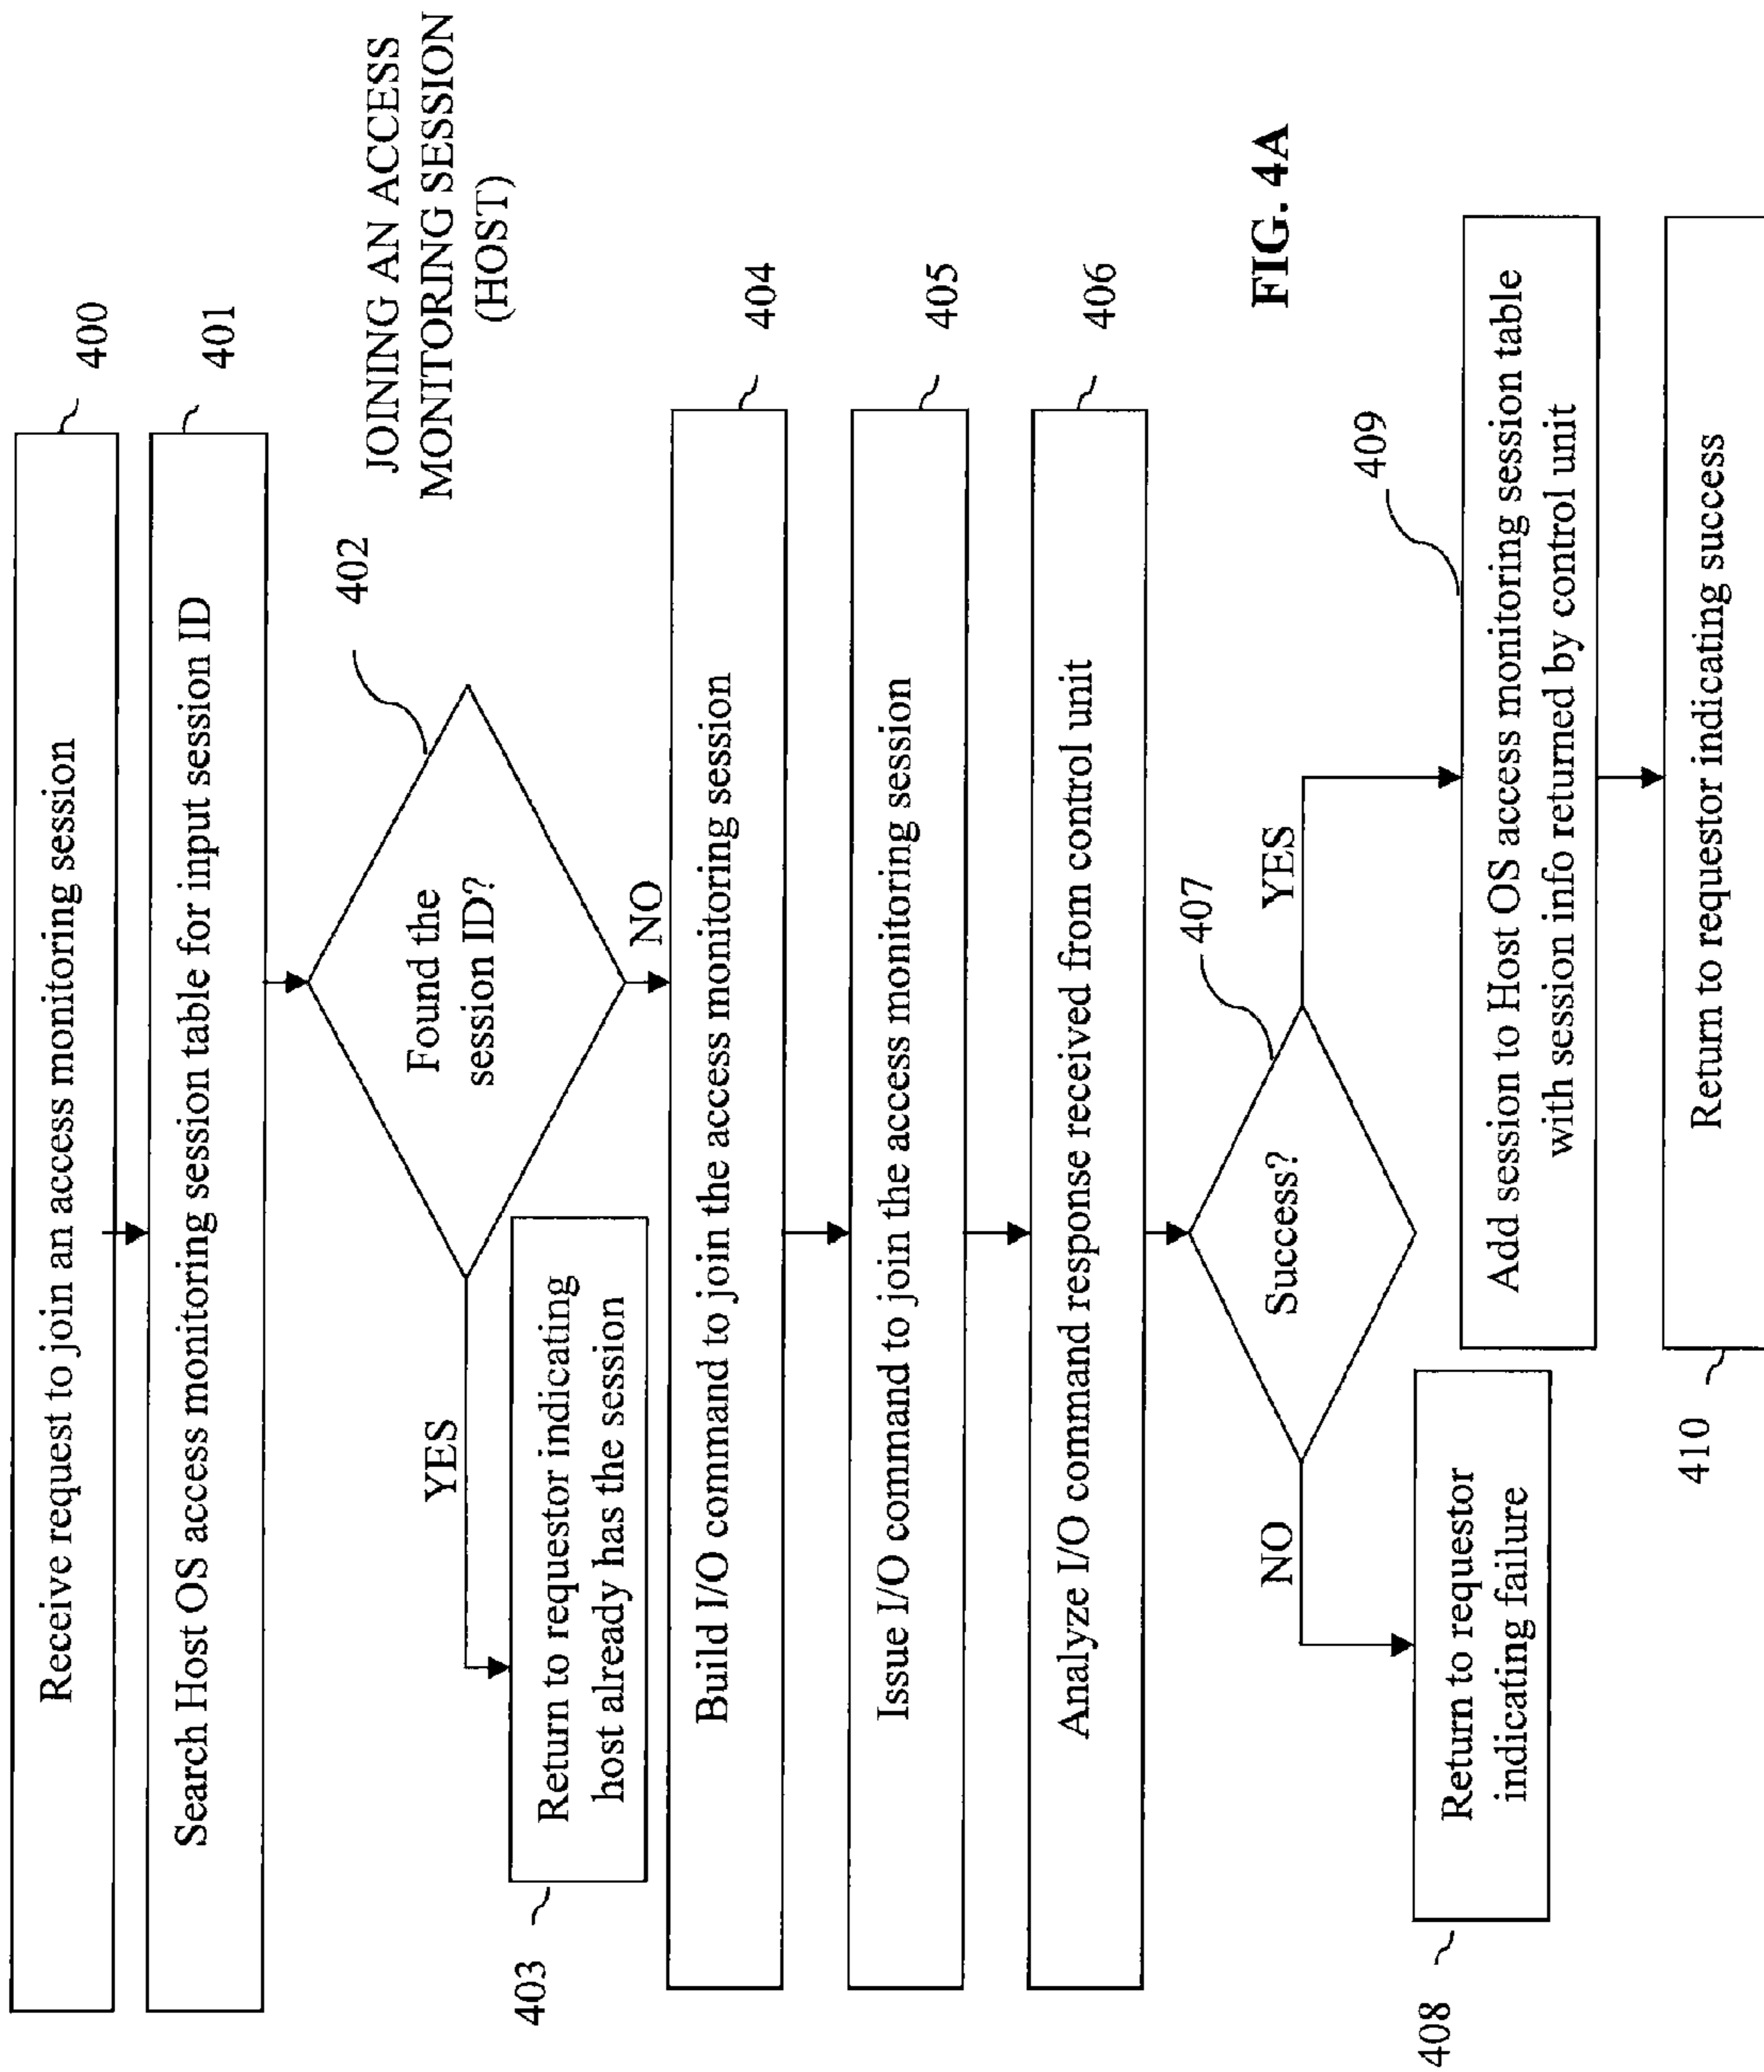 Receive request to join an access monitoring session
400
Search Host OS access monitoring session table for input session ID
401
JOINING AN ACCESS
MONITORING SESSION
(HOST)
402
Found the
session ID?
YES
NO
Return to requestor indicating
host already has the session
403
Build I/O command to join the access monitoring session
404
Issue I/O command to join the access monitoring session
405
Analyze I/O command response received from control unit
406
407
Success?
NO
YES
FIG. 4A
Return to requestor
indicating failure
408
409
Add session to Host OS access monitoring session table
with session info returned by control unit
Return to requestor indicating success
410